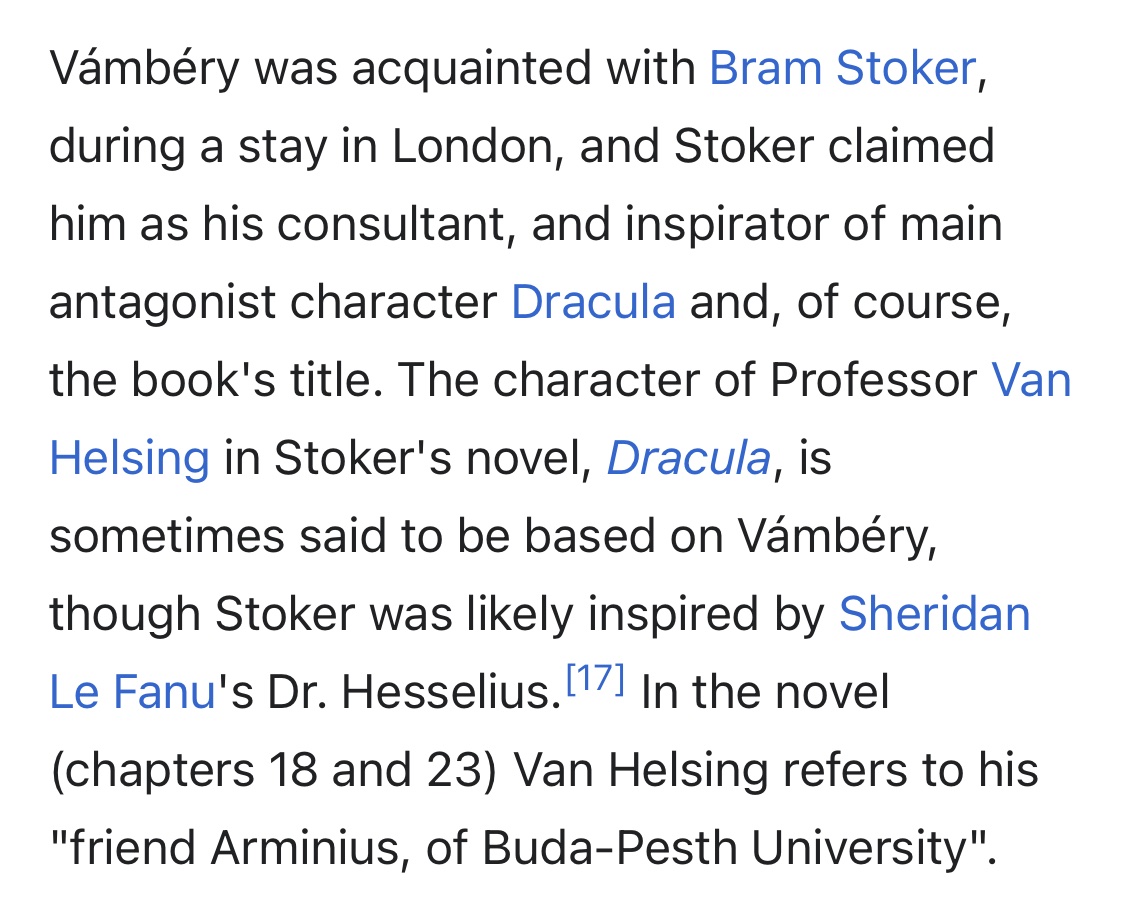 Vámbéry was acquainted with Bram Stoker,
during a stay in London, and Stoker claimed
him as his consultant, and inspirator of main
antagonist character Dracula and, of course,
the book's title. The character of Professor Van
Helsing in Stoker's novel, Dracula, is
sometimes said to be based on Vámbéry,
though Stoker was likely inspired by Sheridan
Le Fanu's Dr. Hesselius.[17] In the novel
(chapters 18 and 23) Van Helsing refers to his
"friend Arminius, of Buda-Pesth University".